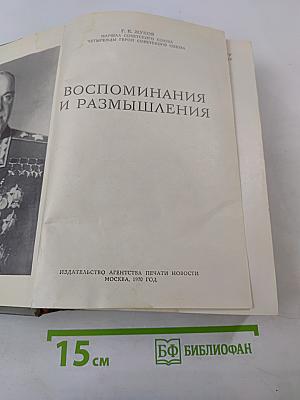 Г. К. ЖУКОВ
МАРШАЛ СОВЕТСКОГО СОЮЗА
ЧЕТЫРЕЖДЫ ГЕРОЙ СОВЕТСКОГО СОЮЗА
ВОСПОМИНАНИЯ
И РАЗМЫШЛЕНИЯ
ИЗДАТЕЛЬСТВО АГЕНТСТВА ПЕЧАТИ НОВОСТИ
МОСКВА, 1970 ГОД
15 см
БФ БИБЛИОФАН